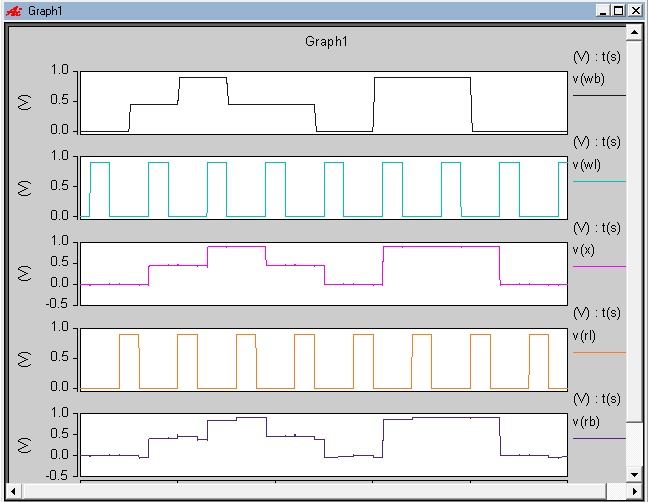 Graph1
Graph1
(V) : t(s)
1.0
v(wb)
0.5
(V)
0.0
(V) : t(s)
1.0
v(wl)
0.5
(V)
0.0
(V) : t(s)
1.0
v(x)
0.5
(V)
0.0
-0.5
(V) : t(s)
1.0
v(rl)
0.5
(V)
0.0
(V) : t(s)
1.0
v(rb)
0.5
(V)
0.0
-0.5